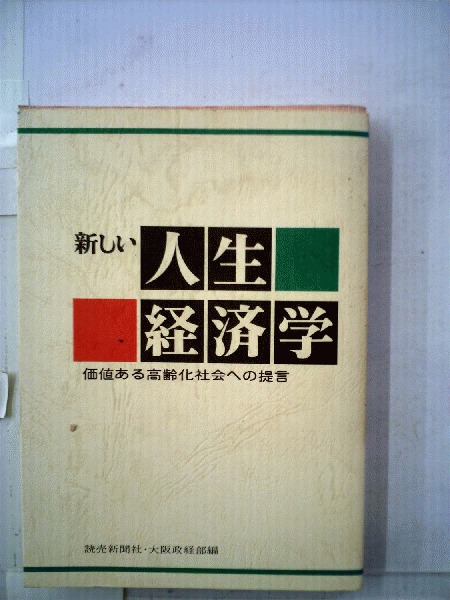 新しい人生
経済学
価値ある高齢化社会への提言
読売新聞社・大阪政経部編